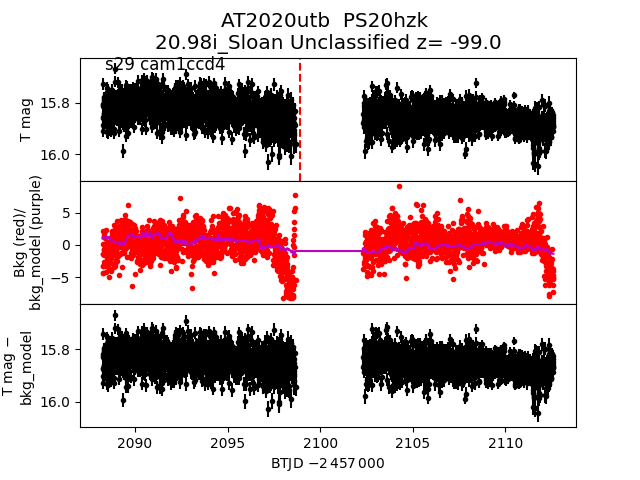 AT2020utb  PS20hzk
20.98i_Sloan Unclassified z= -99.0
s29 cam1ccd4
T mag
15.8
16.0
Bkg (red)/
bkg_model (purple)
5
0
−5
T mag −
bkg_model
15.8
16.0
2090
2095
2100
2105
2110
BTJD −2 457 000